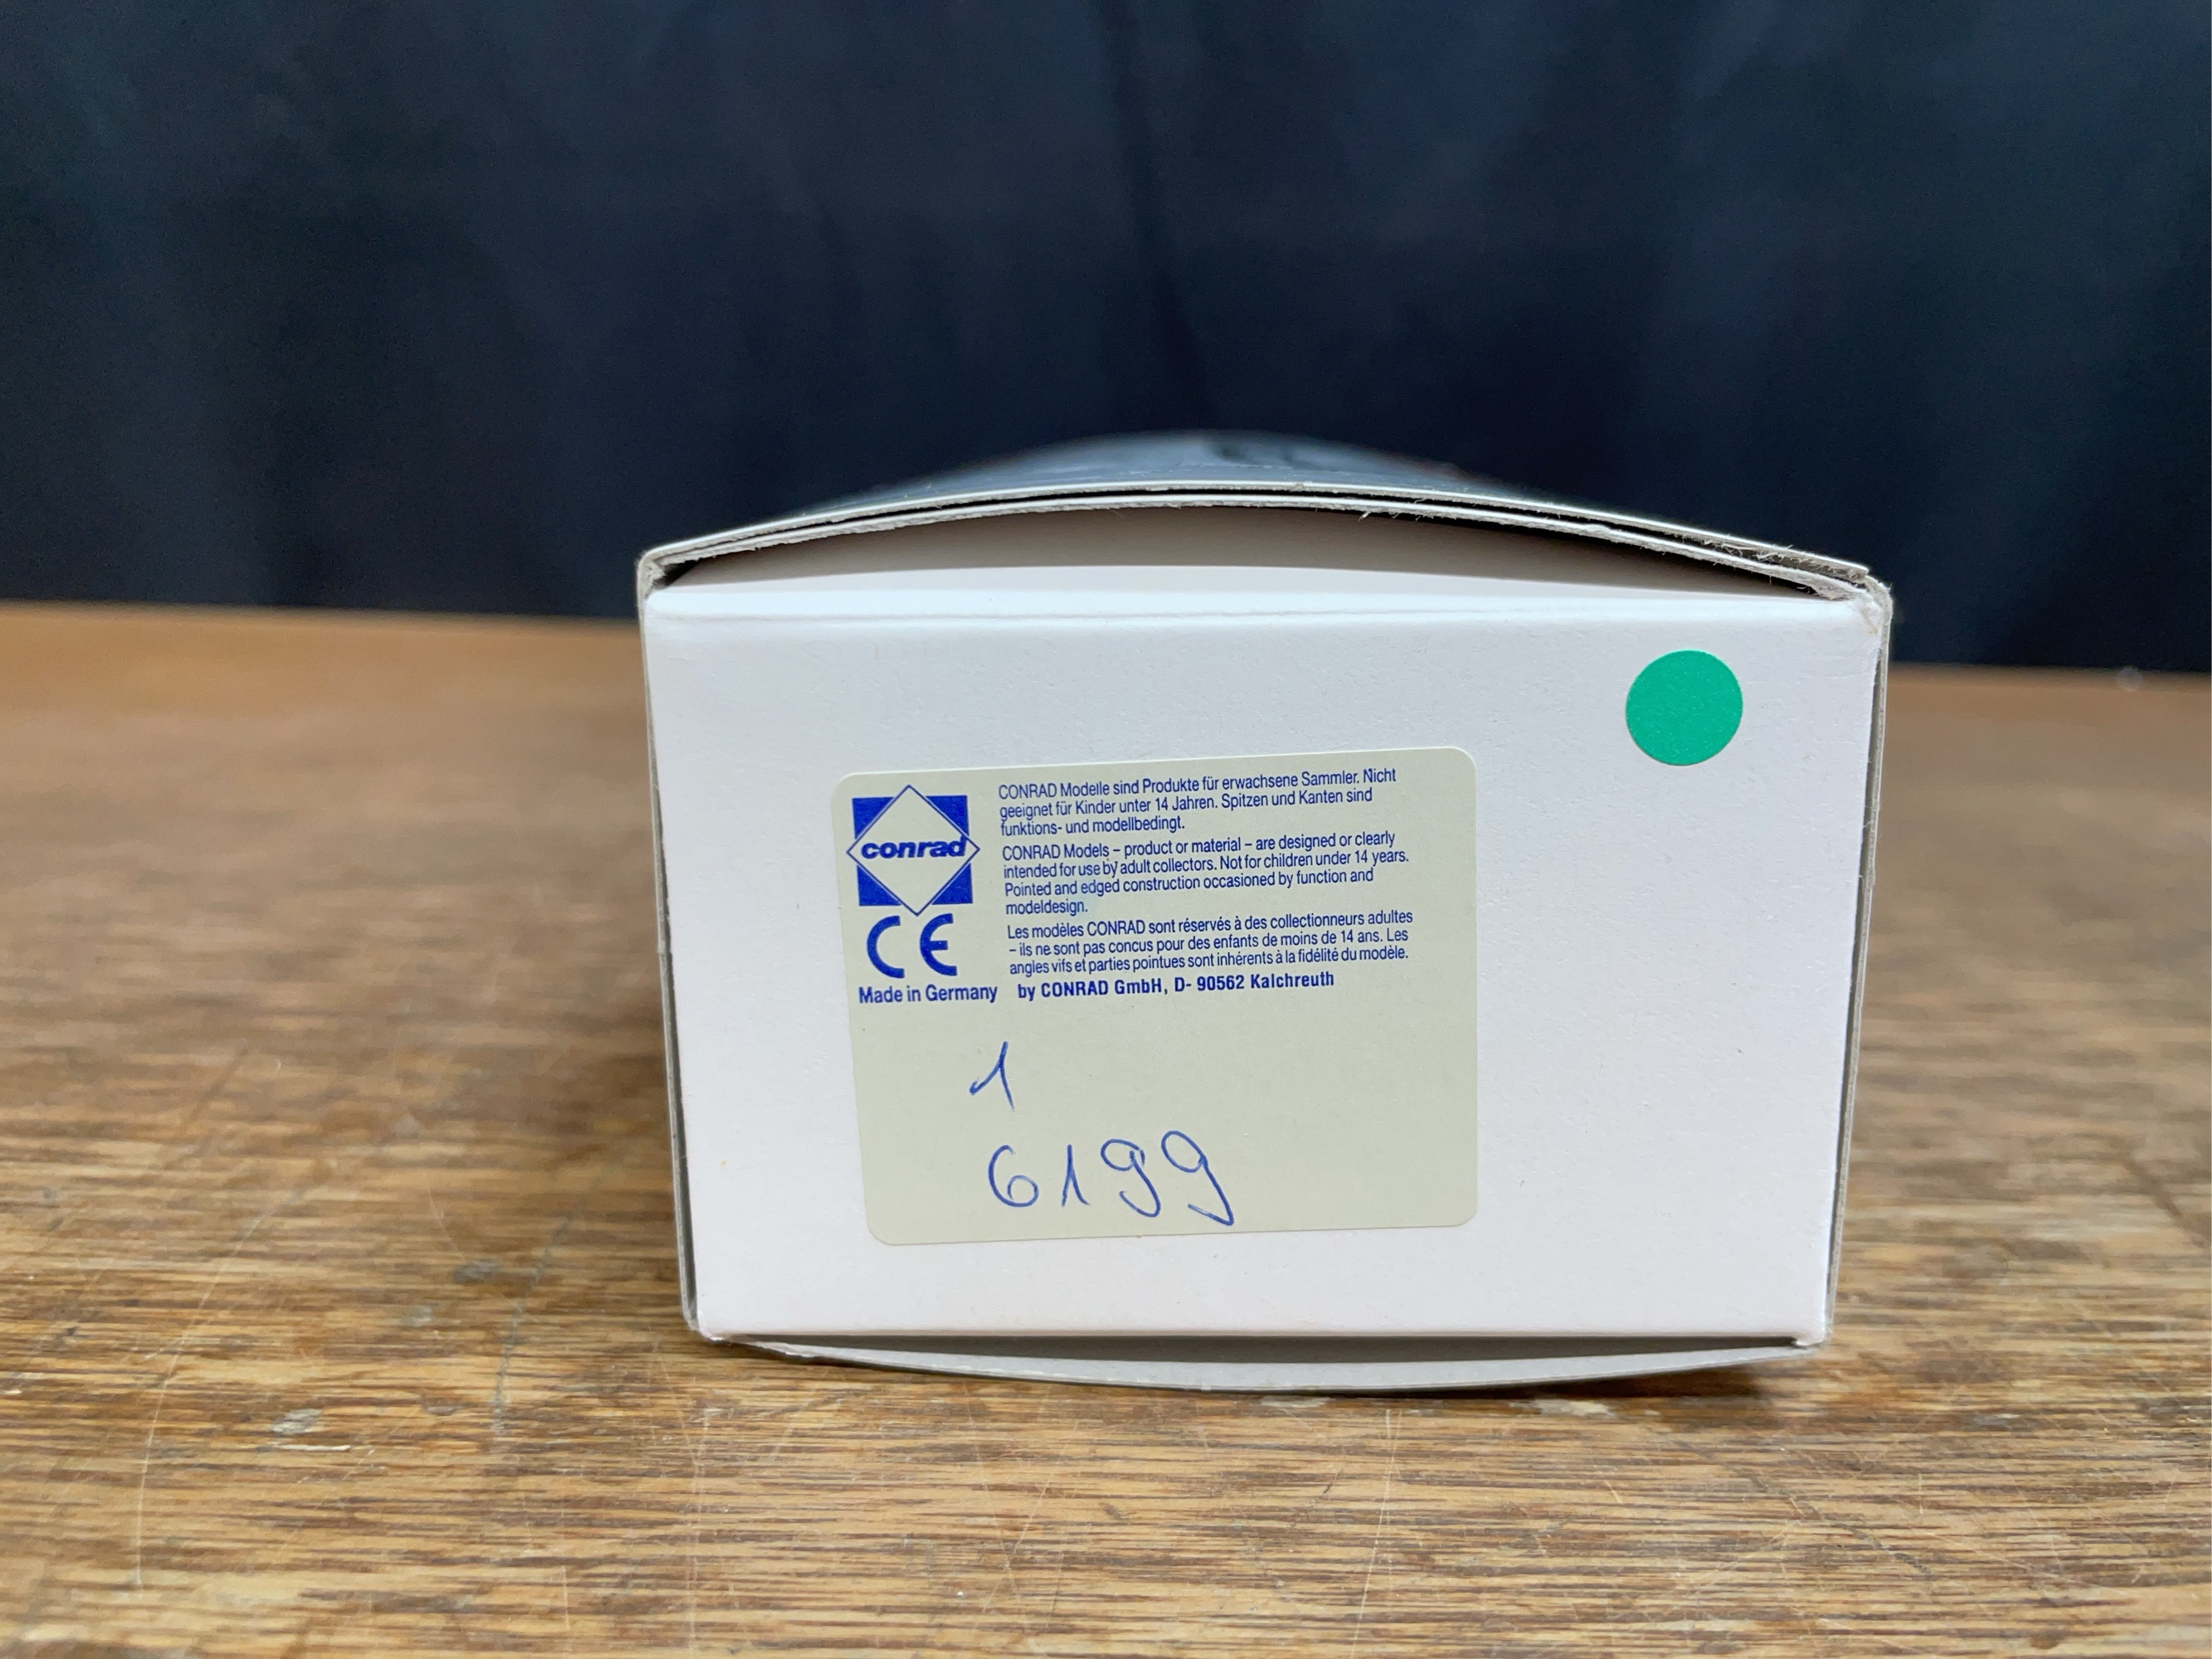 conrad
CE
Made in Germany
CONRAD Modelle sind Produkte für erwachsene Sammler. Nicht
geeignet für Kinder unter 14 Jahren. Spitzen und Kanten sind
funktions- und modellbedingt.
CONRAD Models – product or material – are designed or clearly
intended for use by adult collectors. Not for children under 14 years.
Pointed and edged construction occasioned by function and
modeldesign.
Les modèles CONRAD sont réservés à des collectionneurs adultes
– ils ne sont pas concus pour des enfants de moins de 14 ans. Les
angles vifs et parties pointues sont inhérents à la fidélité du modèle.
by CONRAD GmbH, D- 90562 Kalchreuth
1
6199